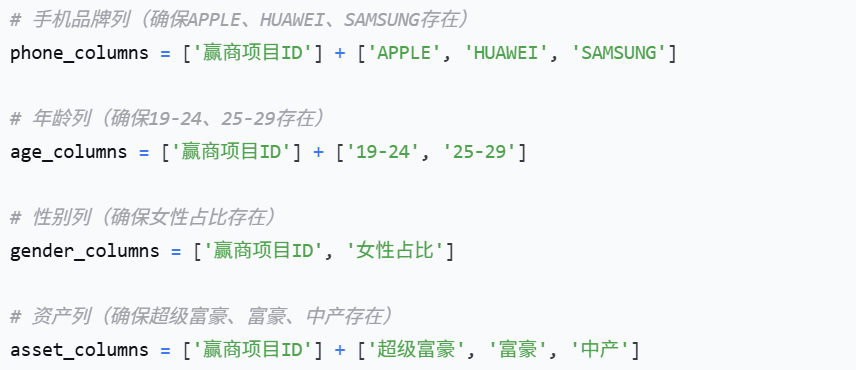 # 手机品牌列（确保APPLE、HUAWEI、SAMSUNG存在）
phone_columns = ['赢商项目ID'] + ['APPLE', 'HUAWEI', 'SAMSUNG']
# 年龄列（确保19-24、25-29存在）
age_columns = ['赢商项目ID'] + ['19-24', '25-29']
# 性别列（确保女性占比存在）
gender_columns = ['赢商项目ID', '女性占比']
# 资产列（确保超级富豪、富豪、中产存在）
asset_columns = ['赢商项目ID'] + ['超级富豪', '富豪', '中产']